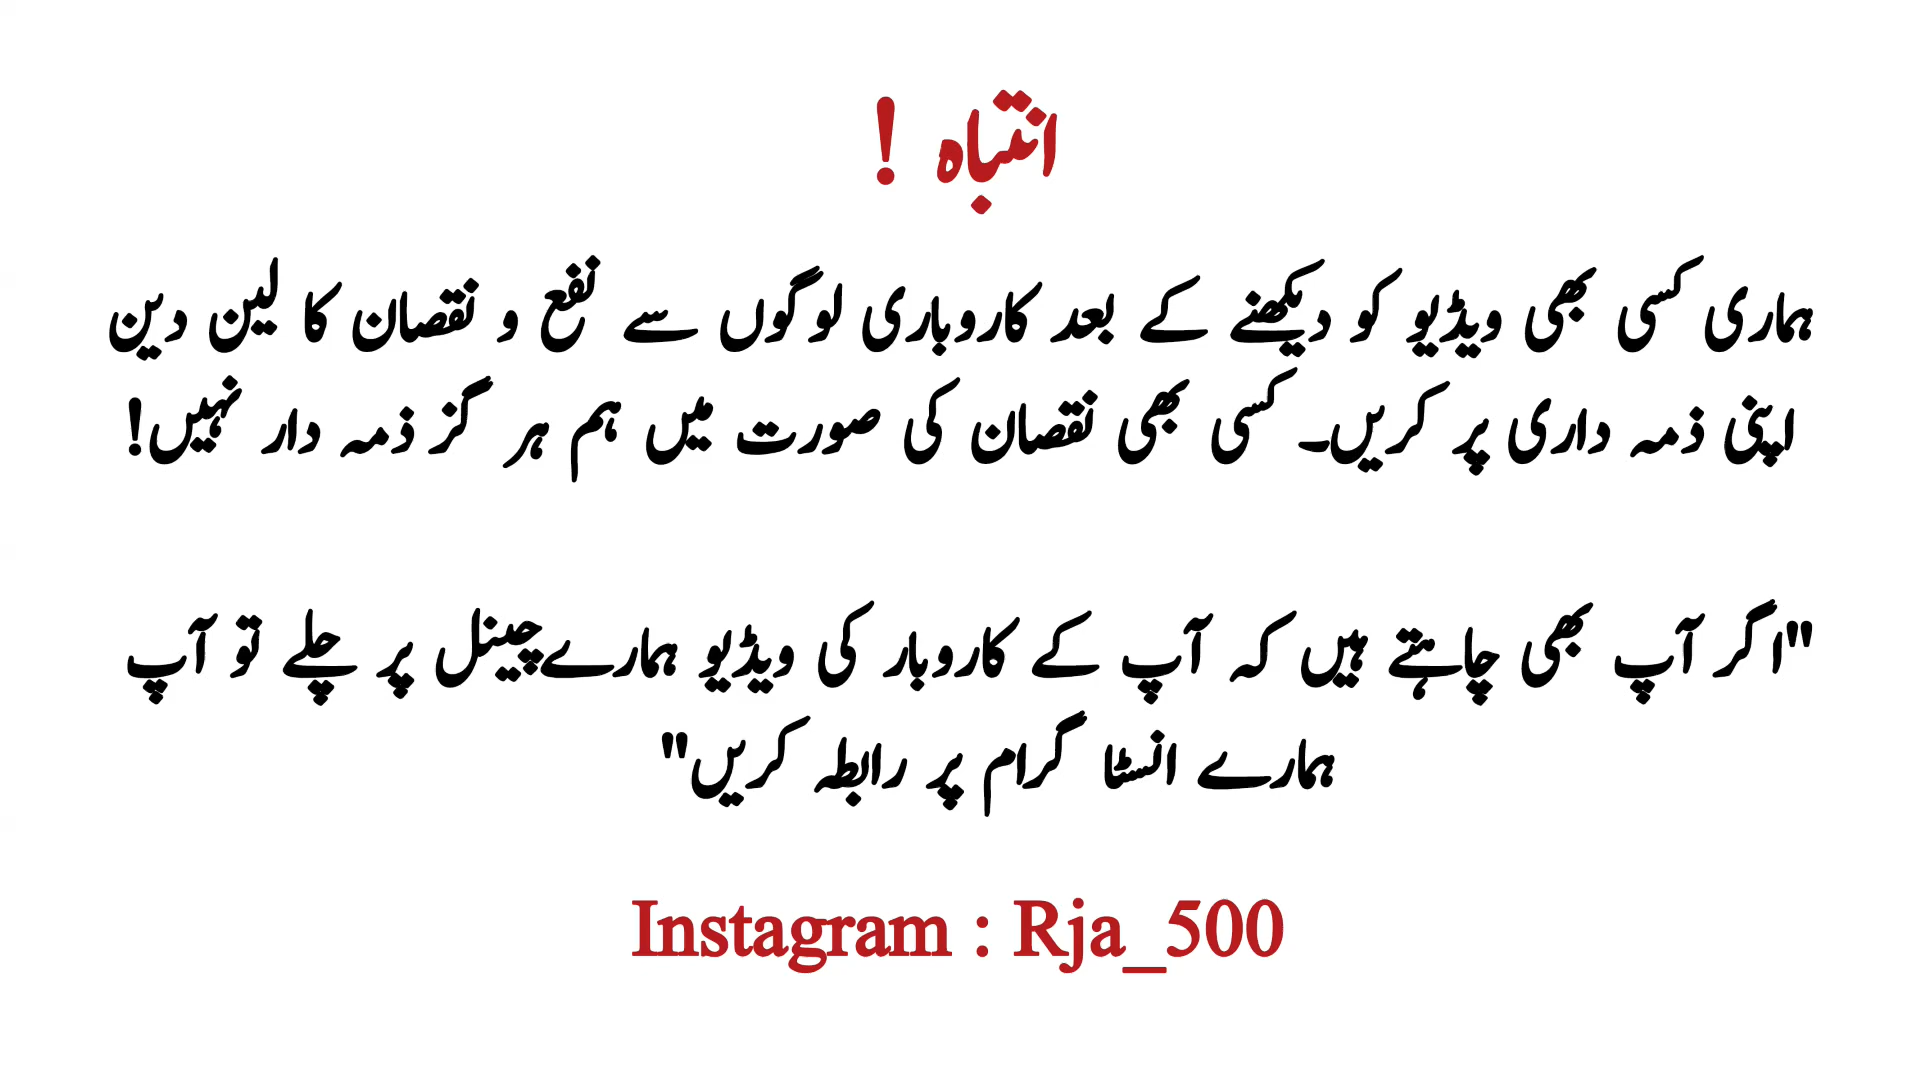 انتباہ !
ہماری کسی بھی ویڈیو کو دیکھنے کے بعد کاروباری لوگوں سے نفع و نقصان کا لین دین
اپنی ذمہ داری پر کریں۔ کسی بھی نقصان کی صورت میں ہم ہر گز ذمہ دار نہیں!
"اگر آپ بھی چاہتے ہیں کہ آپ کے کاروبار کی ویڈیو ہمارے چینل پر چلے تو آپ
ہمارے انسٹا گرام پر رابطہ کریں"
Instagram : Rja_500